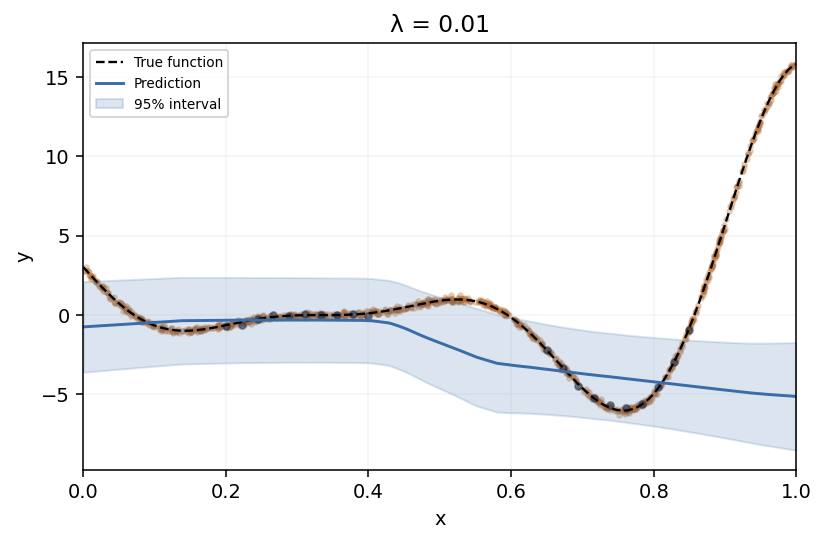 λ = 0.01
True function
Prediction
95% interval
15
10
5
0
−5
y
0.0 0.2 0.4 0.6 0.8 1.0
x